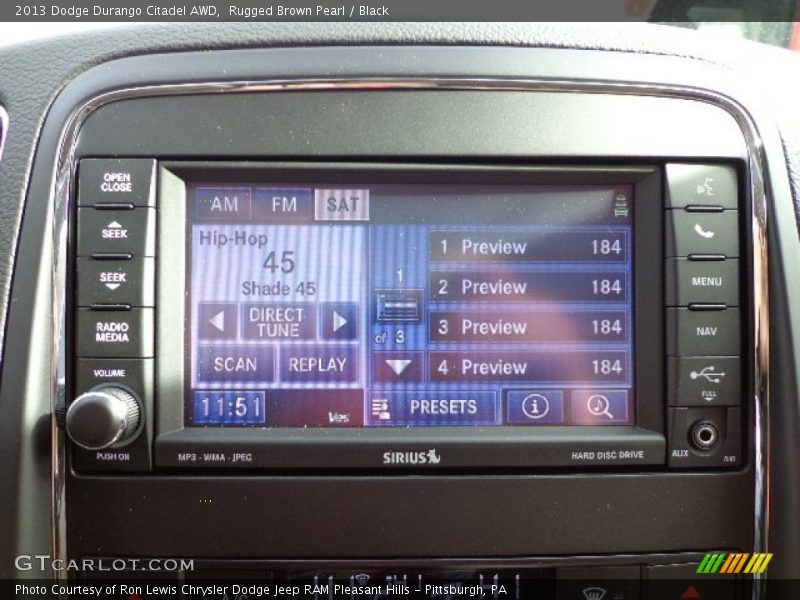 2013 Dodge Durango Citadel AWD,  Rugged Brown Pearl / Black
OPEN
CLOSE
SEEK
SEEK
RADIO
MEDIA
VOLUME
PUSH ON
AM FM SAT
Hip-Hop
45
Shade 45
DIRECT
TUNE
SCAN REPLAY
11:51
1
of 3
1 Preview 184
2 Preview 184
3 Preview 184
4 Preview 184
PRESETS
MENU
NAV
FULL
AUX
MP3 - WMA - JPEG
SIRIUS
HARD DISC DRIVE
GTCARLOT.COM
Photo Courtesy of Ron Lewis Chrysler Dodge Jeep RAM Pleasant Hills - Pittsburgh, PA